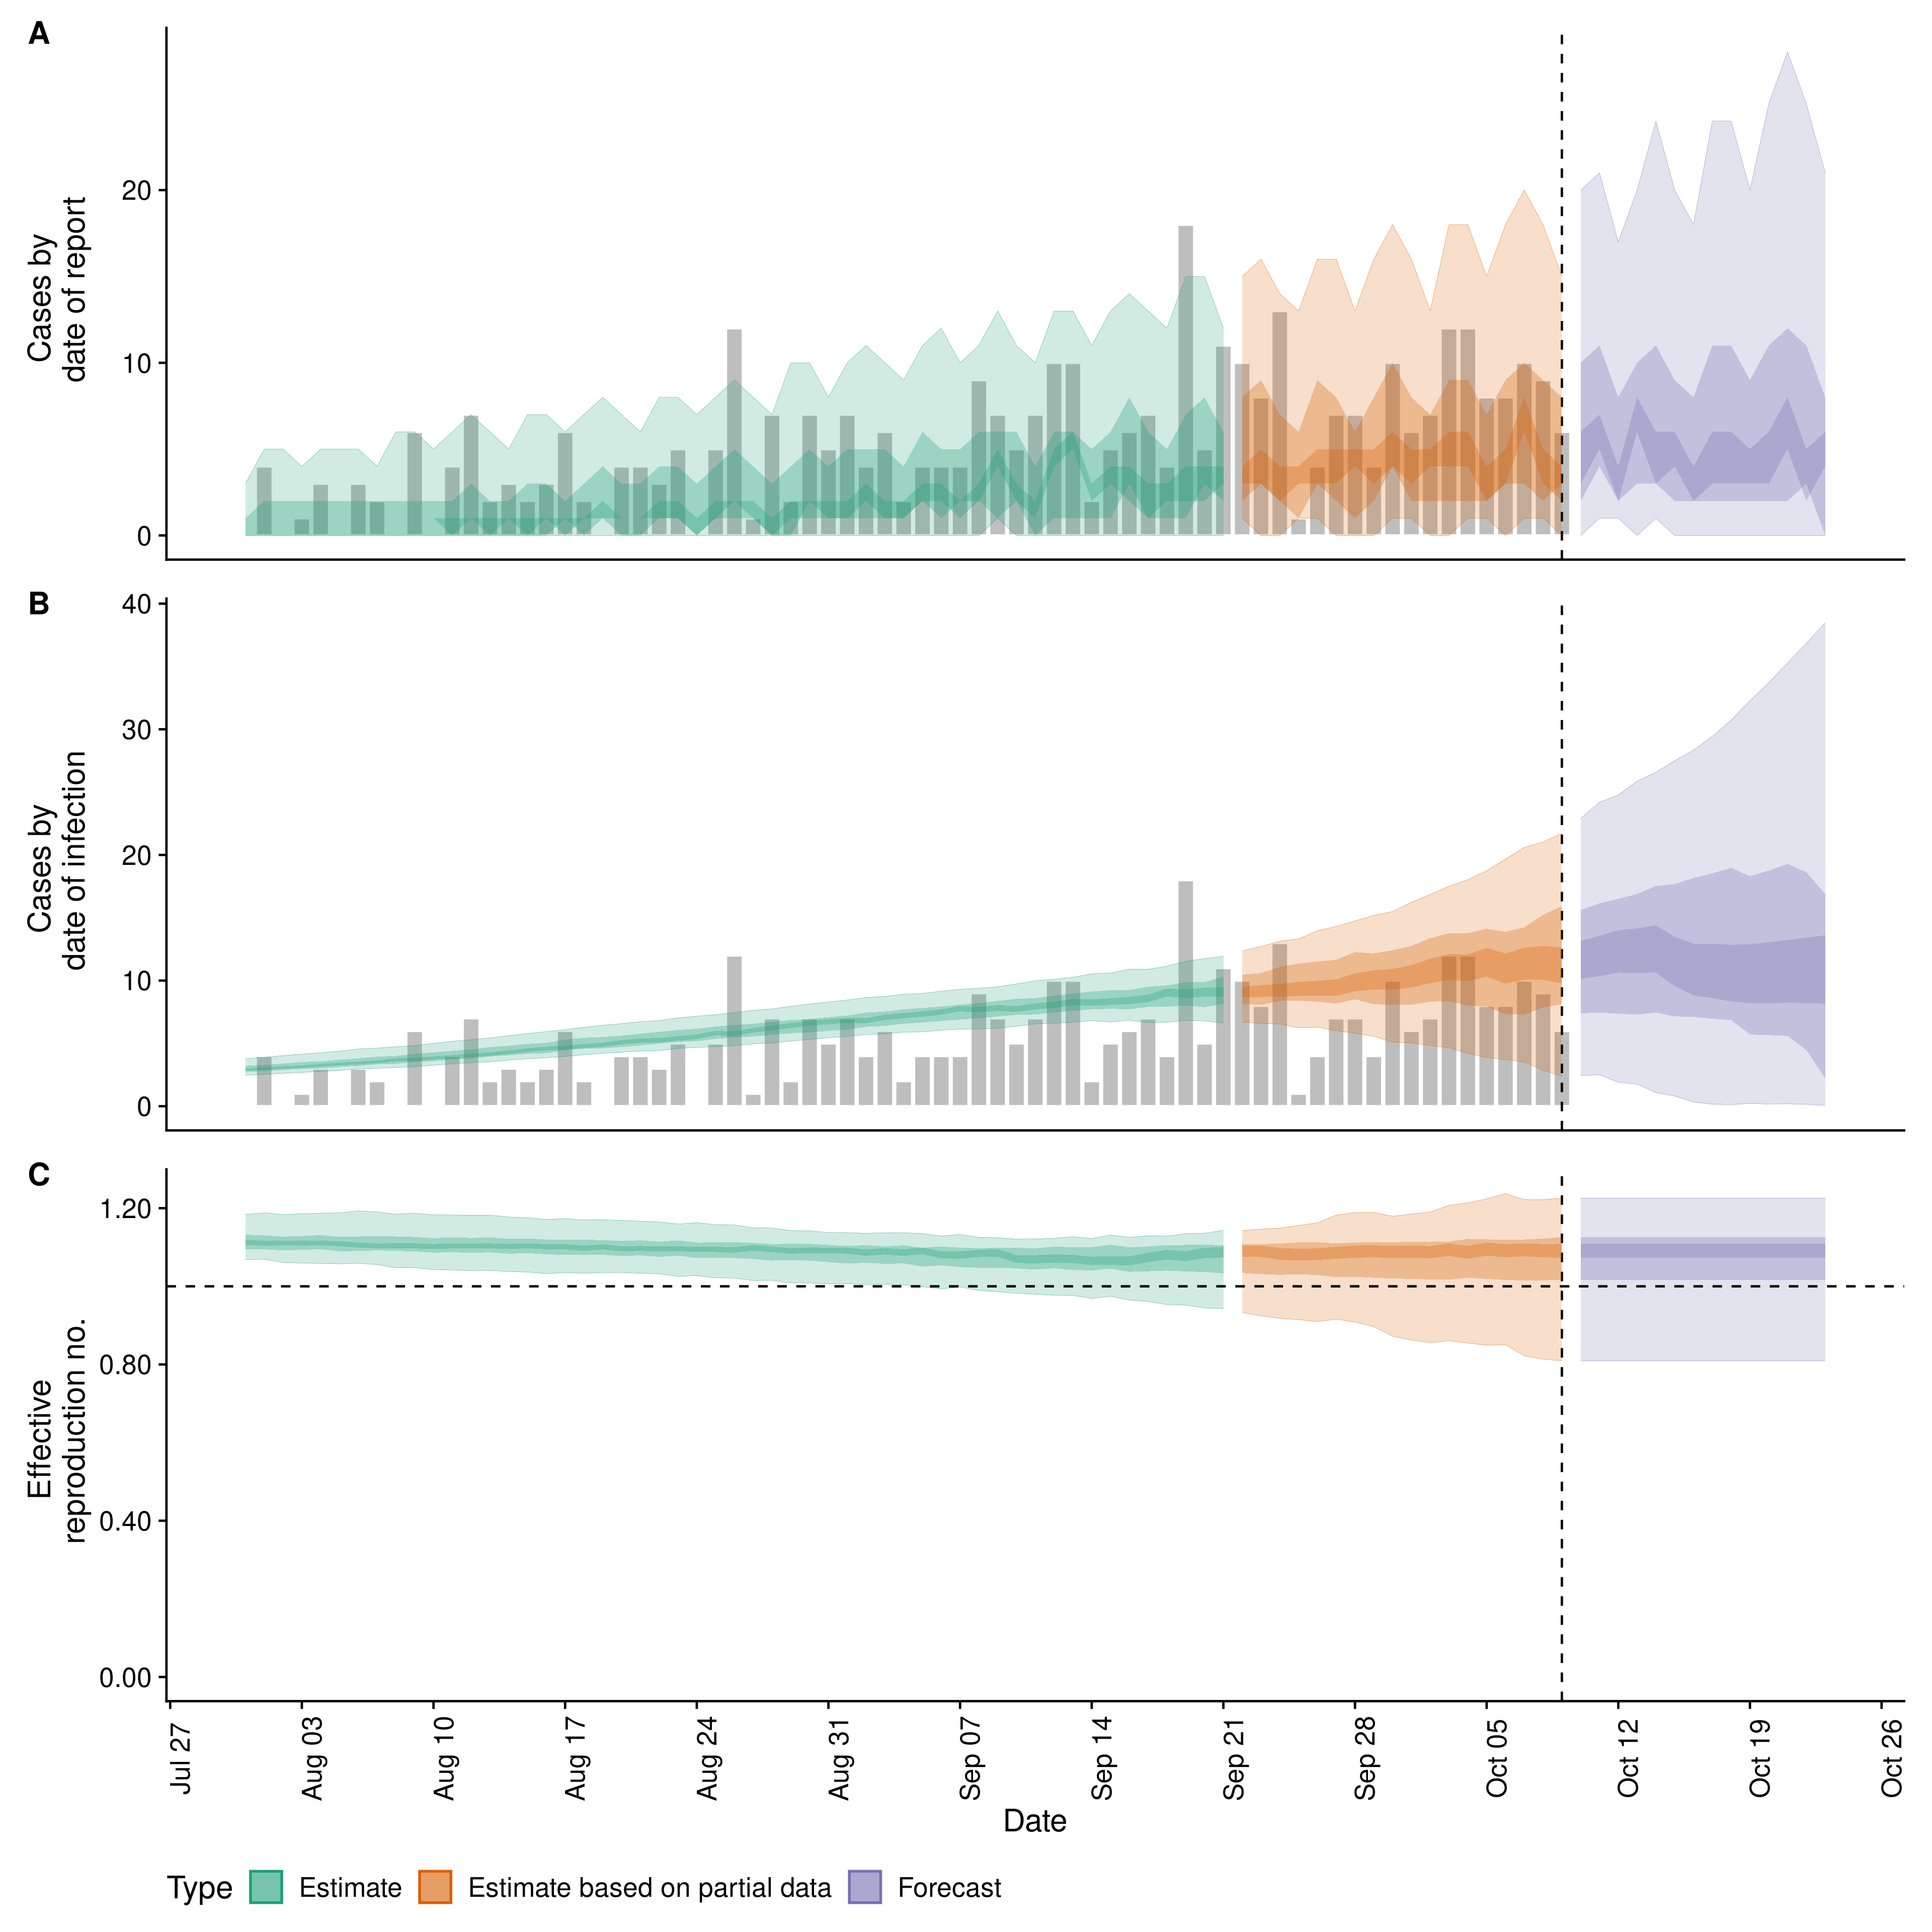 A
Cases by
date of report
20
10
0
B
Cases by
date of infection
40
30
20
10
0
C
Effective
reproduction no.
1.20
0.80
0.40
0.00
Jul 27
Aug 03
Aug 10
Aug 17
Aug 24
Aug 31
Sep 07
Sep 14
Sep 21
Sep 28
Oct 05
Oct 12
Oct 19
Oct 26
Date
Type Estimate Estimate based on partial data Forecast